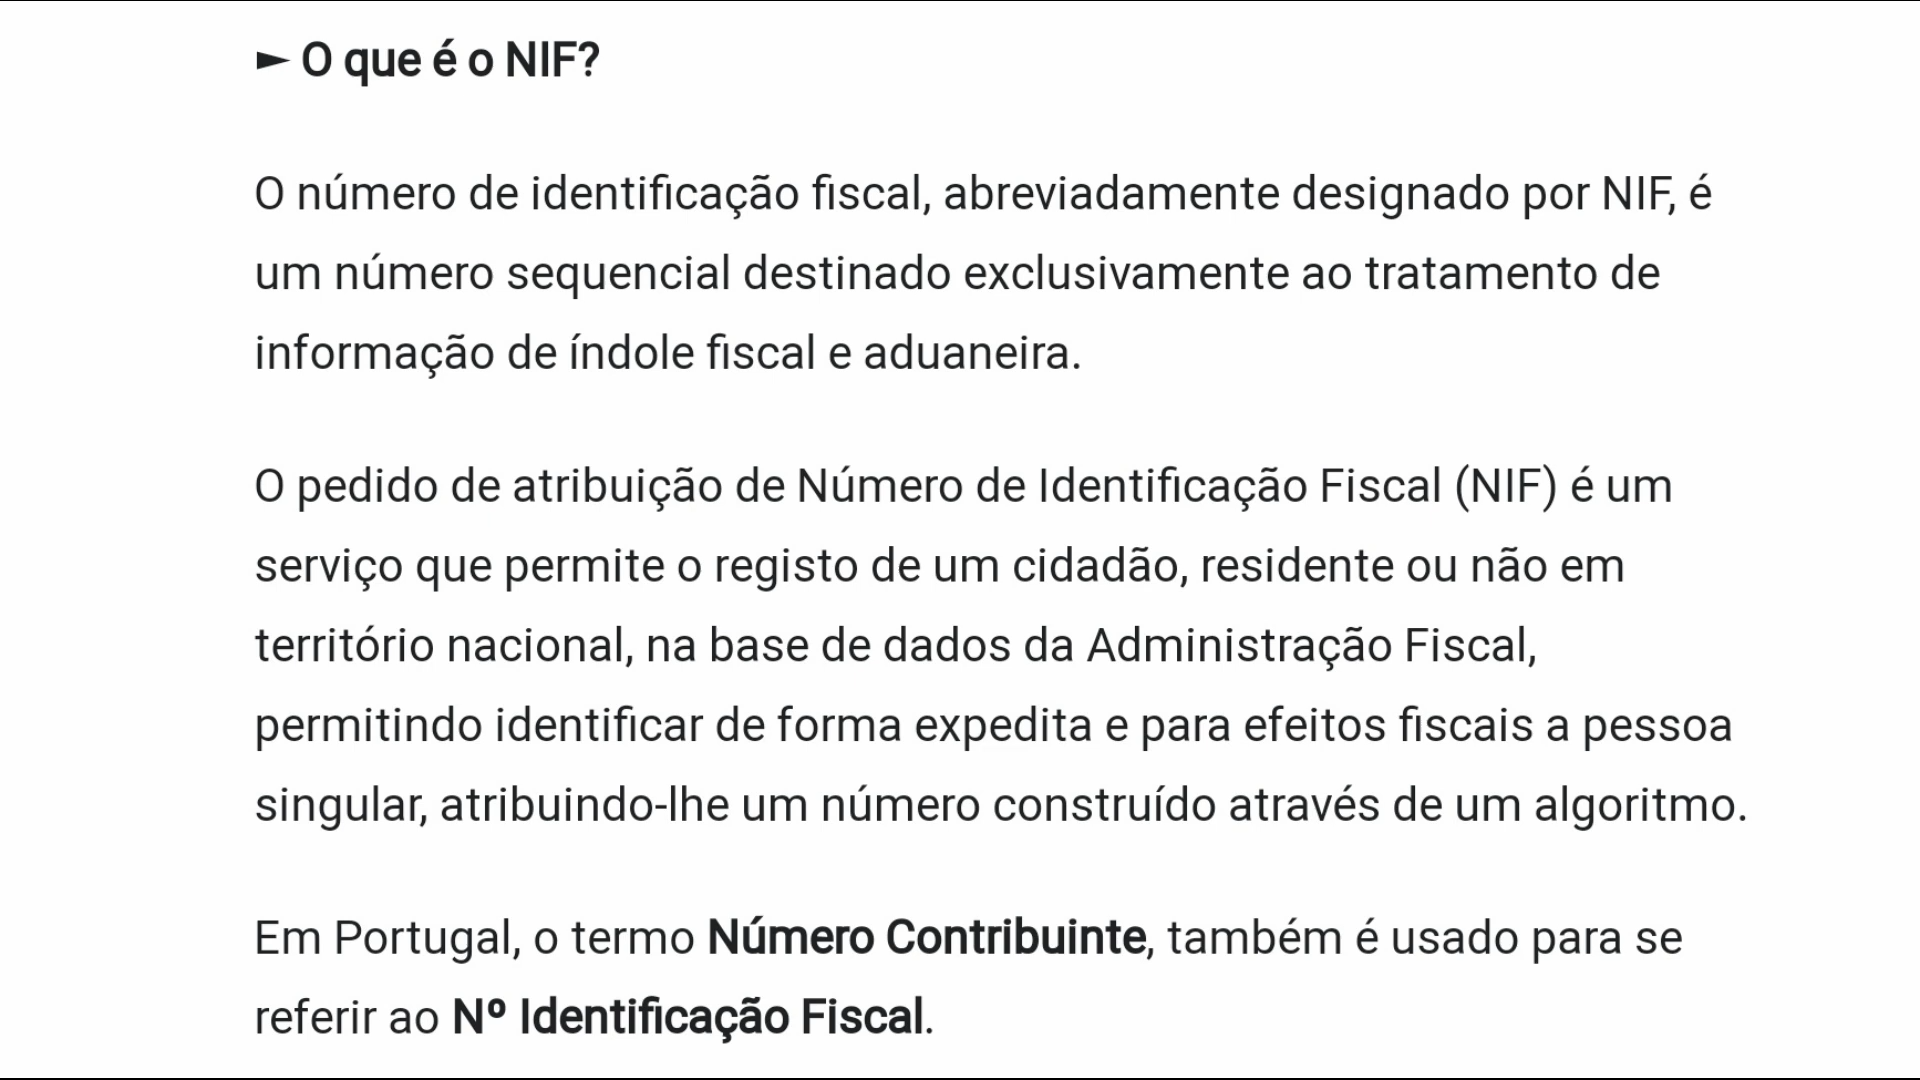 ► O que é o NIF?
O número de identificação fiscal, abreviadamente designado por NIF, é
um número sequencial destinado exclusivamente ao tratamento de
informação de índole fiscal e aduaneira.
O pedido de atribuição de Número de Identificação Fiscal (NIF) é um
serviço que permite o registo de um cidadão, residente ou não em
território nacional, na base de dados da Administração Fiscal,
permitindo identificar de forma expedita e para efeitos fiscais a pessoa
singular, atribuindo-lhe um número construído através de um algoritmo.
Em Portugal, o termo Número Contribuinte, também é usado para se
referir ao Nº Identificação Fiscal.